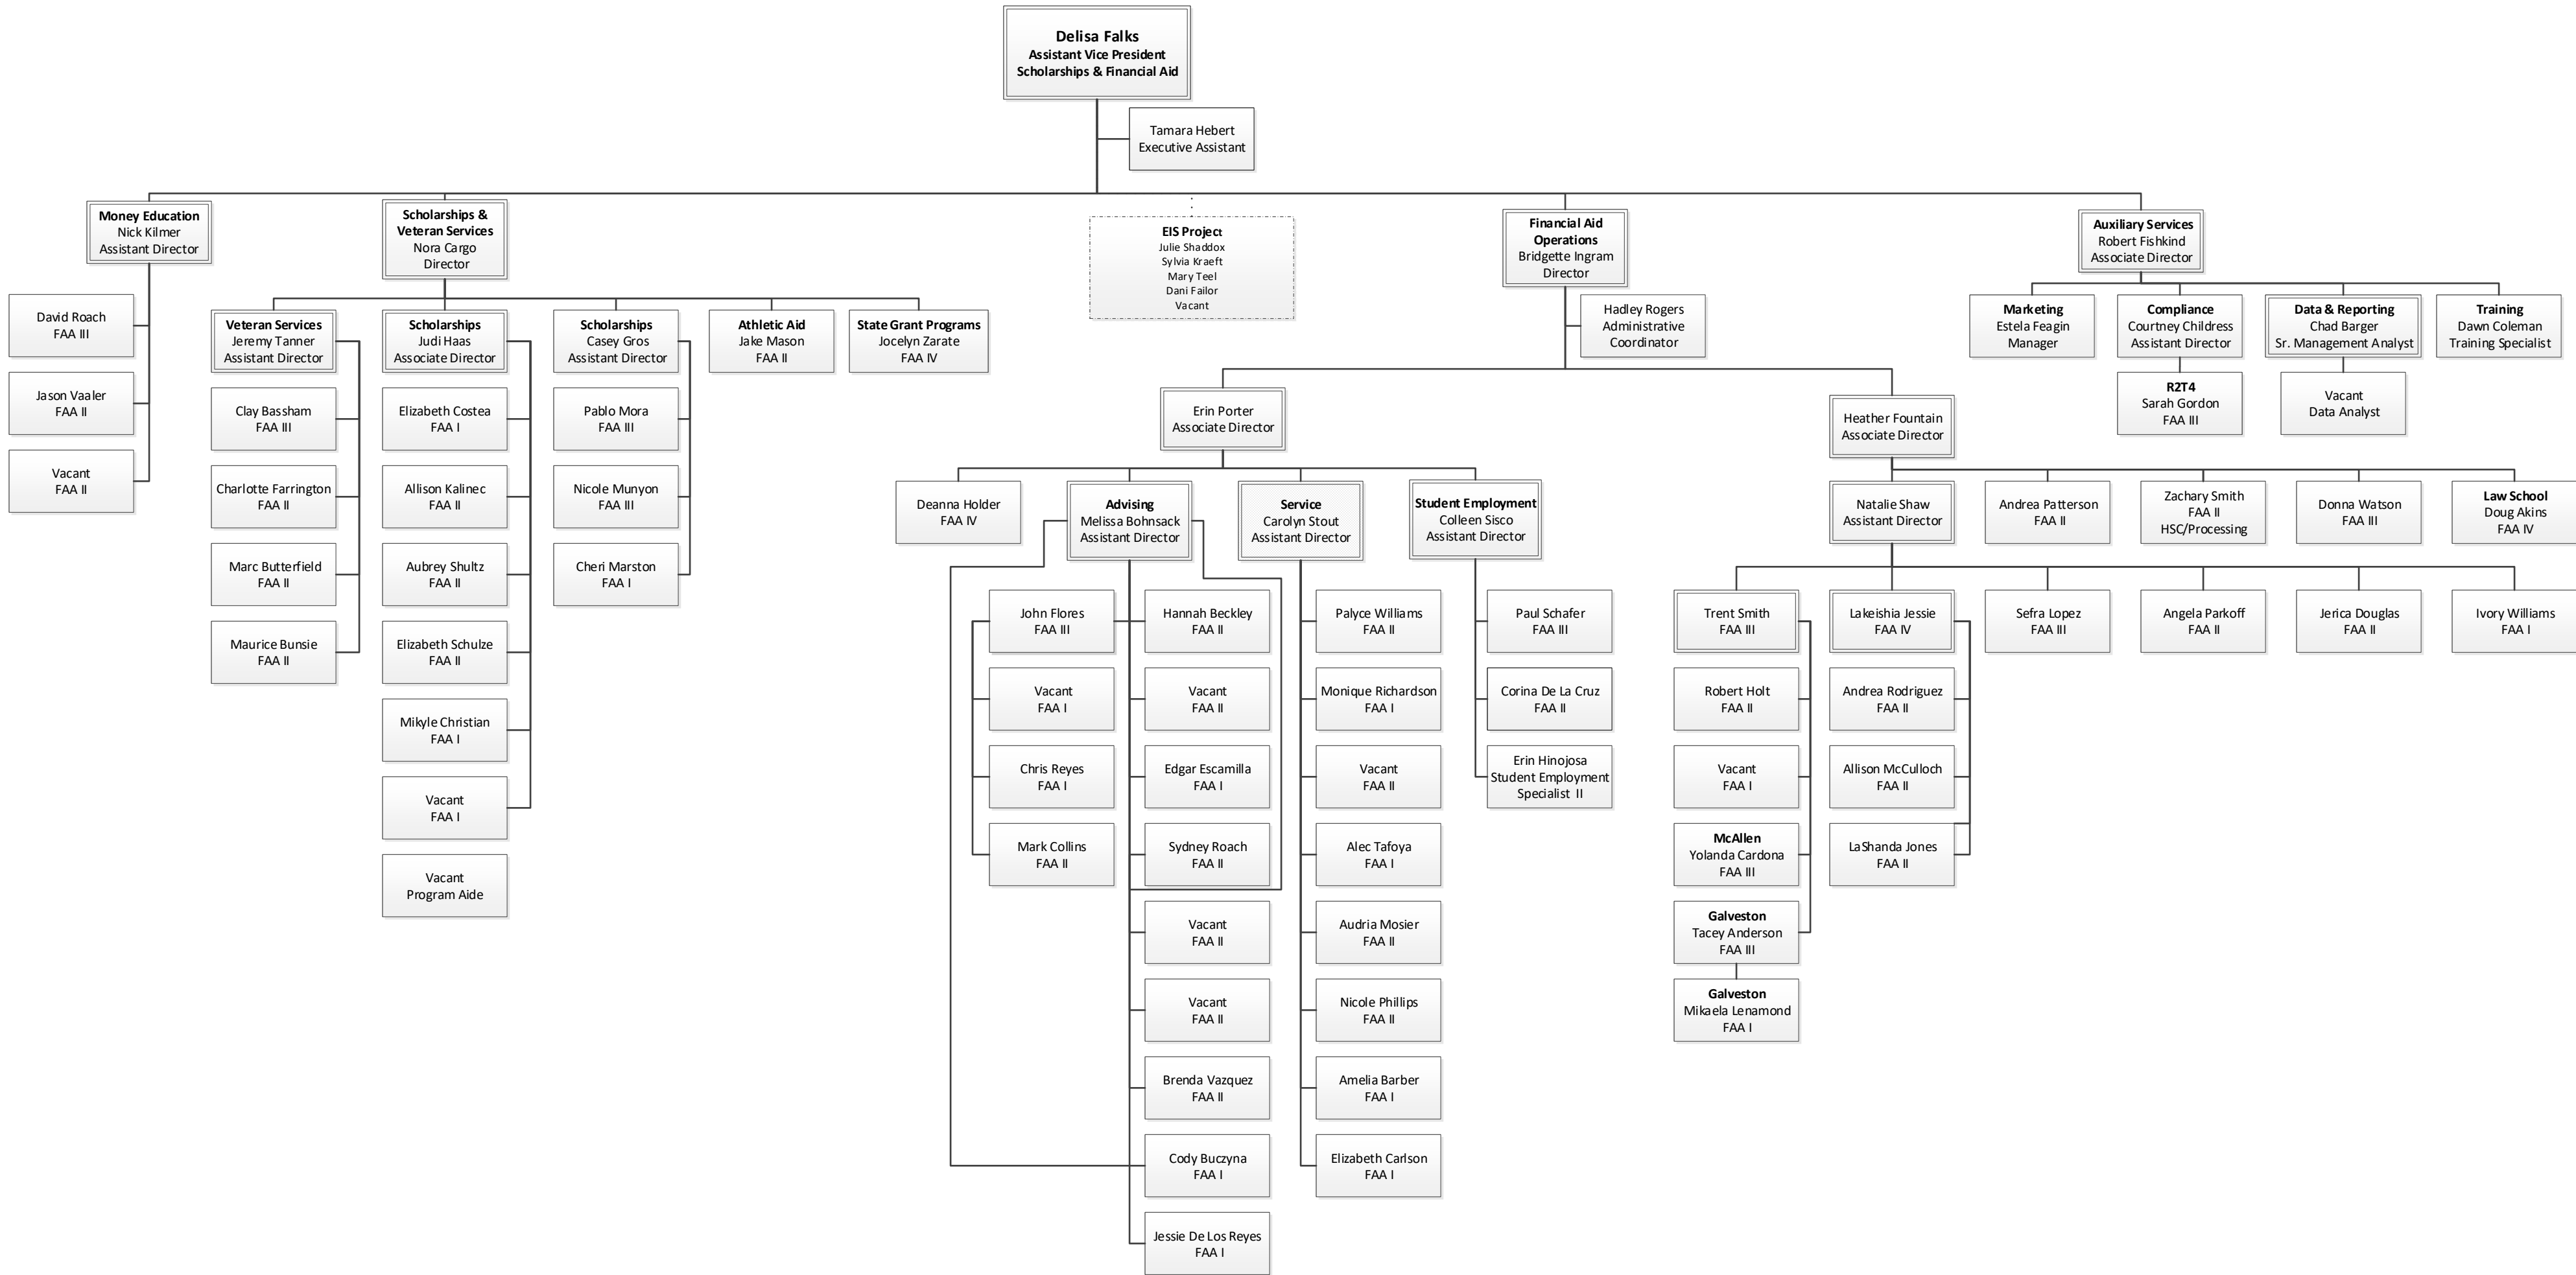 Delisa Falks
Assistant Vice President
Scholarships & Financial Aid
Tamara Hebert
Executive Assistant
Money Education
Nick Kilmer
Assistant Director
David Roach
FAA III
Jason Vaaler
FAA II
Vacant
FAA II
Scholarships &
Veteran Services
Nora Cargo
Director
Veteran Services
Jeremy Tanner
Assistant Director
Clay Bassham
FAA III
Charlotte Farrington
FAA II
Marc Butterfield
FAA II
Maurice Bunsie
FAA II
Scholarships
Judi Haas
Associate Director
Elizabeth Costea
FAA I
Allison Kalinec
FAA II
Aubrey Shultz
FAA II
Elizabeth Schulze
FAA II
Mikyle Christian
FAA I
Vacant
FAA I
Vacant
Program Aide
Scholarships
Casey Gros
Assistant Director
Pablo Mora
FAA III
Nicole Munyon
FAA III
Cheri Marston
FAA I
Athletic Aid
Jake Mason
FAA II
State Grant Programs
Jocelyn Zarate
FAA IV
EIS Project
Julie Shaddox
Sylvia Kraeft
Mary Teel
Dani Failor
Vacant
Financial Aid
Operations
Bridgette Ingram
Director
Hadley Rogers
Administrative
Coordinator
Erin Porter
Associate Director
Deanna Holder
FAA IV
Advising
Melissa Bohnsack
Assistant Director
John Flores
FAA III
Vacant
FAA I
Chris Reyes
FAA I
Mark Collins
FAA II
Hannah Beckley
FAA II
Vacant
FAA II
Edgar Escamilla
FAA I
Sydney Roach
FAA II
Vacant
FAA II
Vacant
FAA II
Brenda Vazquez
FAA II
Cody Buczyna
FAA I
Jessie De Los Reyes
FAA I
Service
Carolyn Stout
Assistant Director
Palyce Williams
FAA II
Monique Richardson
FAA I
Vacant
FAA II
Alec Tafoya
FAA I
Audria Mosier
FAA II
Nicole Phillips
FAA II
Amelia Barber
FAA I
Elizabeth Carlson
FAA I
Student Employment
Colleen Sisco
Assistant Director
Paul Schafer
FAA III
Corina De La Cruz
FAA II
Erin Hinojosa
Student Employment
Specialist II
Heather Fountain
Associate Director
Natalie Shaw
Assistant Director
Andrea Patterson
FAA II
Zachary Smith
FAA II
HSC/Processing
Donna Watson
FAA III
Law School
Doug Akins
FAA IV
Trent Smith
FAA III
Robert Holt
FAA II
Vacant
FAA I
McAllen
Yolanda Cardona
FAA III
Galveston
Tacey Anderson
FAA III
Galveston
Mikaela Lenamond
FAA I
Lakeishia Jessie
FAA IV
Andrea Rodriguez
FAA II
Allison McCulloch
FAA II
LaShanda Jones
FAA II
Sefra Lopez
FAA III
Angela Parkoff
FAA II
Jerica Douglas
FAA II
Ivory Williams
FAA I
Auxiliary Services
Robert Fishkind
Associate Director
Marketing
Estela Feagin
Manager
Compliance
Courtney Childress
Assistant Director
R2T4
Sarah Gordon
FAA III
Data & Reporting
Chad Barger
Sr. Management Analyst
Vacant
Data Analyst
Training
Dawn Coleman
Training Specialist